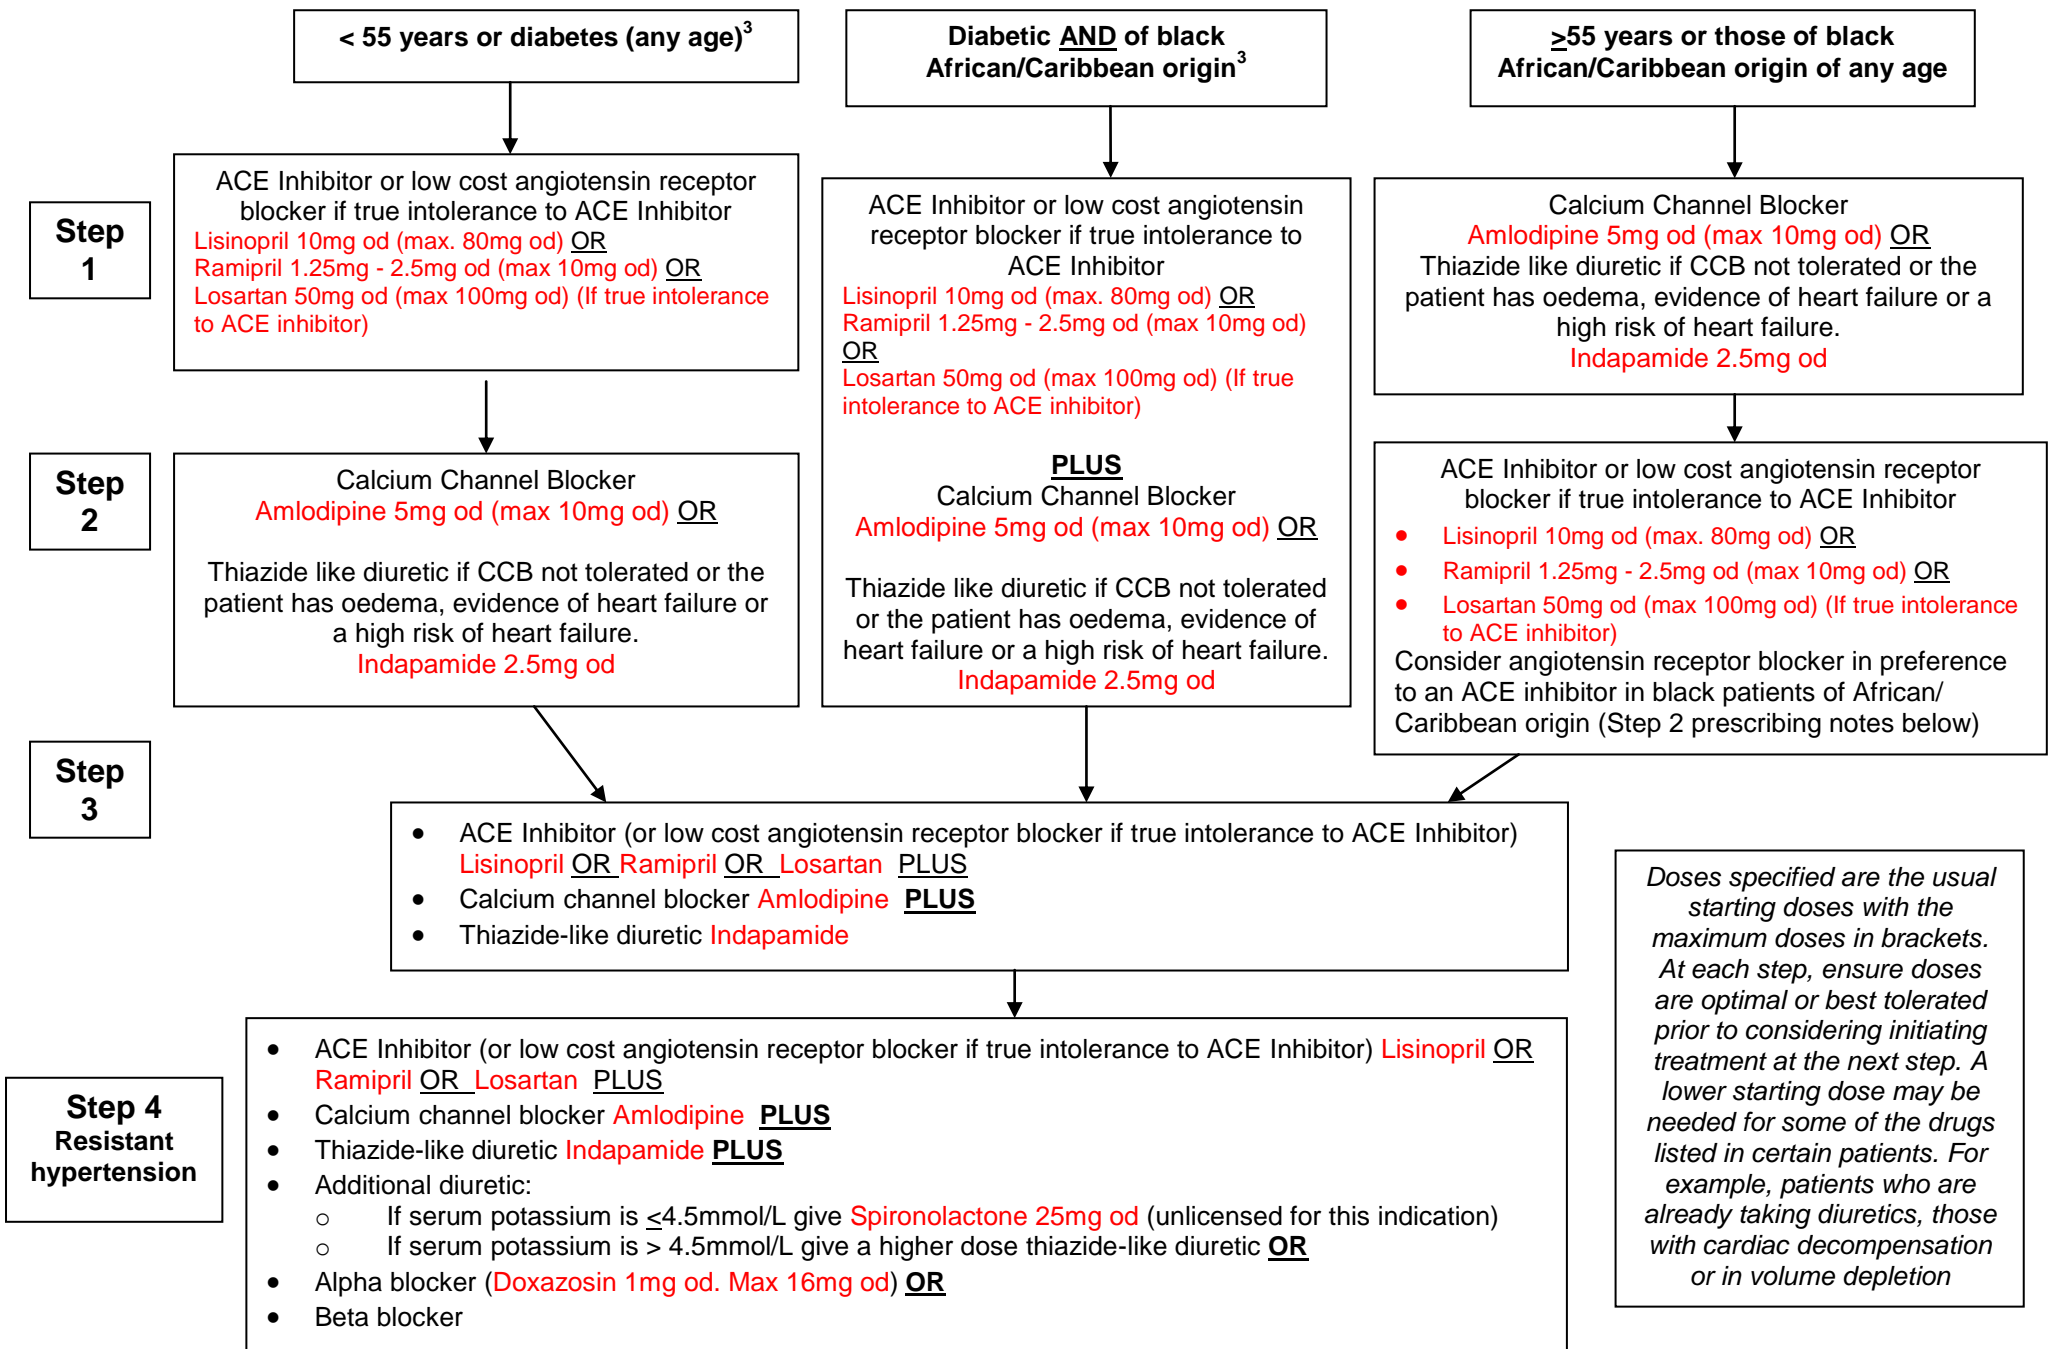 < 55 years or diabetes (any age)3
Diabetic AND of black
African/Caribbean origin3
≥55 years or those of black
African/Caribbean origin of any age
Step
1
ACE Inhibitor or low cost angiotensin receptor
blocker if true intolerance to ACE Inhibitor
Lisinopril 10mg od (max. 80mg od) OR
Ramipril 1.25mg - 2.5mg od (max 10mg od) OR
Losartan 50mg od (max 100mg od) (If true intolerance
to ACE inhibitor)
ACE Inhibitor or low cost angiotensin
receptor blocker if true intolerance to
ACE Inhibitor
Lisinopril 10mg od (max. 80mg od) OR
Ramipril 1.25mg - 2.5mg od (max 10mg od)
OR
Losartan 50mg od (max 100mg od) (If true
intolerance to ACE inhibitor)
PLUS
Calcium Channel Blocker
Amlodipine 5mg od (max 10mg od) OR
Thiazide like diuretic if CCB not tolerated
or the patient has oedema, evidence of
heart failure or a high risk of heart failure.
Indapamide 2.5mg od
Calcium Channel Blocker
Amlodipine 5mg od (max 10mg od) OR
Thiazide like diuretic if CCB not tolerated or the
patient has oedema, evidence of heart failure or a
high risk of heart failure.
Indapamide 2.5mg od
Step
2
Calcium Channel Blocker
Amlodipine 5mg od (max 10mg od) OR
Thiazide like diuretic if CCB not tolerated or the
patient has oedema, evidence of heart failure or
a high risk of heart failure.
Indapamide 2.5mg od
ACE Inhibitor or low cost angiotensin receptor
blocker if true intolerance to ACE Inhibitor
• Lisinopril 10mg od (max. 80mg od) OR
• Ramipril 1.25mg - 2.5mg od (max 10mg od) OR
• Losartan 50mg od (max 100mg od) (If true intolerance
to ACE inhibitor)
Consider angiotensin receptor blocker in preference
to an ACE inhibitor in black patients of African/
Caribbean origin (Step 2 prescribing notes below)
Step
3
• ACE Inhibitor (or low cost angiotensin receptor blocker if true intolerance to ACE Inhibitor)
Lisinopril OR Ramipril OR Losartan PLUS
• Calcium channel blocker Amlodipine PLUS
• Thiazide-like diuretic Indapamide
Step 4
Resistant
hypertension
• ACE Inhibitor (or low cost angiotensin receptor blocker if true intolerance to ACE Inhibitor) Lisinopril OR
Ramipril OR Losartan PLUS
• Calcium channel blocker Amlodipine PLUS
• Thiazide-like diuretic Indapamide PLUS
• Additional diuretic:
o If serum potassium is ≤4.5mmol/L give Spironolactone 25mg od (unlicensed for this indication)
o If serum potassium is > 4.5mmol/L give a higher dose thiazide-like diuretic OR
• Alpha blocker (Doxazosin 1mg od. Max 16mg od) OR
• Beta blocker
Doses specified are the usual
starting doses with the
maximum doses in brackets.
At each step, ensure doses
are optimal or best tolerated
prior to considering initiating
treatment at the next step. A
lower starting dose may be
needed for some of the drugs
listed in certain patients. For
example, patients who are
already taking diuretics, those
with cardiac decompensation
or in volume depletion